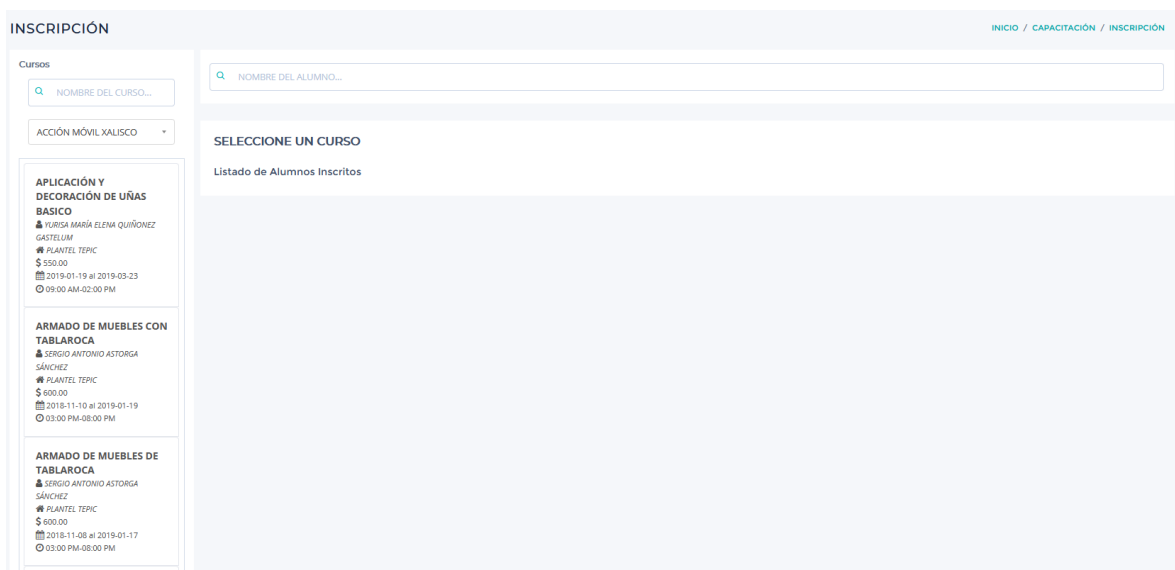 INSCRIPCIÓN
INICIO / CAPACITACIÓN / INSCRIPCIÓN
Cursos
NOMBRE DEL CURSO...
ACCIÓN MÓVIL XALISCO
APLICACIÓN Y
DECORACIÓN DE UÑAS
BASICO
YURISA MARÍA ELENA QUIÑONEZ
GASTELUM
PLANTEL TEPIC
$ 550.00
2019-01-19 al 2019-03-23
09:00 AM-02:00 PM
ARMADO DE MUEBLES CON
TABLAROCA
SERGIO ANTONIO ASTORGA
SÁNCHEZ
PLANTEL TEPIC
$ 600.00
2018-11-10 al 2019-01-19
03:00 PM-08:00 PM
ARMADO DE MUEBLES DE
TABLAROCA
SERGIO ANTONIO ASTORGA
SÁNCHEZ
PLANTEL TEPIC
$ 600.00
2018-11-08 al 2019-01-17
03:00 PM-08:00 PM
NOMBRE DEL ALUMNO...
SELECCIONE UN CURSO
Listado de Alumnos Inscritos